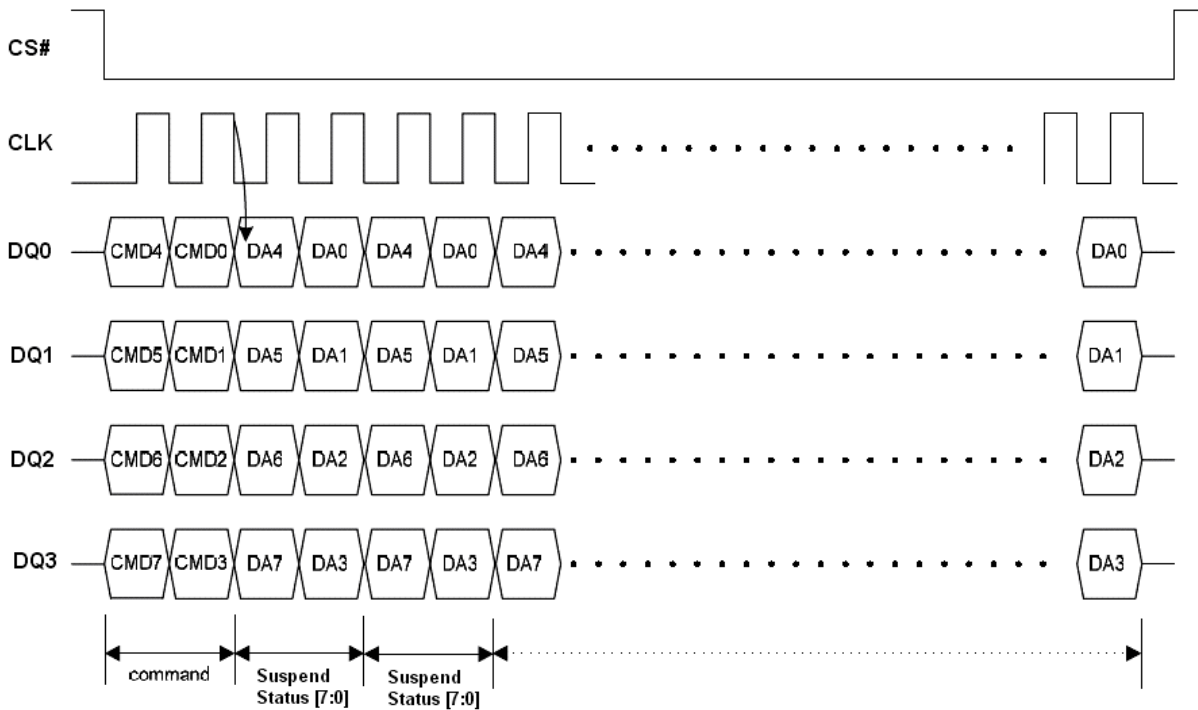 CS#
CLK
DQ0 CMD4 CMD0 DA4 DA0 DA4 DA0 DA4 DA0
DQ1 CMD5 CMD1 DA5 DA1 DA5 DA1 DA5 DA1
DQ2 CMD6 CMD2 DA6 DA2 DA6 DA2 DA6 DA2
DQ3 CMD7 CMD3 DA7 DA3 DA7 DA3 DA7 DA3
command
Suspend
Status [7:0]
Suspend
Status [7:0]